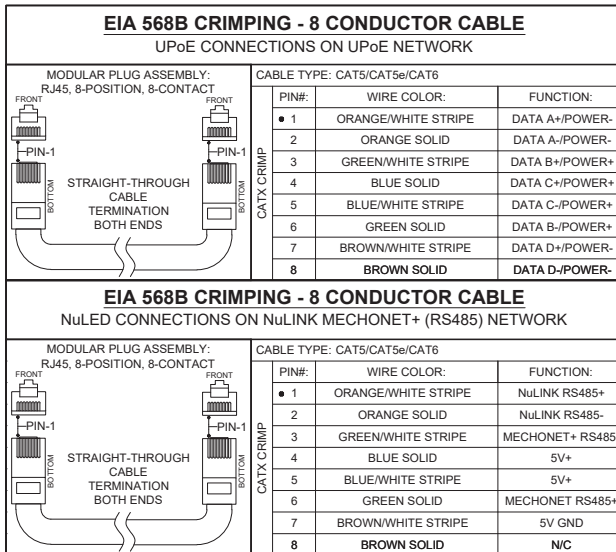 EIA 568B CRIMPING - 8 CONDUCTOR CABLE
UPoE CONNECTIONS ON UPoE NETWORK
MODULAR PLUG ASSEMBLY:
RJ45, 8-POSITION, 8-CONTACT
FRONT
FRONT
PIN-1
PIN-1
BOTTOM
BOTTOM
STRAIGHT-THROUGH
CABLE
TERMINATION
BOTH ENDS
CABLE TYPE: CAT5/CAT5e/CAT6
CATX CRIMP
PIN#: WIRE COLOR: FUNCTION:
1 ORANGE/WHITE STRIPE DATA A+/POWER-
2 ORANGE SOLID DATA A-/POWER-
3 GREEN/WHITE STRIPE DATA B+/POWER+
4 BLUE SOLID DATA C+/POWER+
5 BLUE/WHITE STRIPE DATA C-/POWER+
6 GREEN SOLID DATA B-/POWER+
7 BROWN/WHITE STRIPE DATA D+/POWER-
8 BROWN SOLID DATA D-/POWER-
EIA 568B CRIMPING - 8 CONDUCTOR CABLE
NuLED CONNECTIONS ON NuLINK MECHONET+ (RS485) NETWORK
MODULAR PLUG ASSEMBLY:
RJ45, 8-POSITION, 8-CONTACT
FRONT
FRONT
PIN-1
PIN-1
BOTTOM
BOTTOM
STRAIGHT-THROUGH
CABLE
TERMINATION
BOTH ENDS
CABLE TYPE: CAT5/CAT5e/CAT6
CATX CRIMP
PIN#: WIRE COLOR: FUNCTION:
1 ORANGE/WHITE STRIPE NuLINK RS485+
2 ORANGE SOLID NuLINK RS485-
3 GREEN/WHITE STRIPE MECHONET+ RS485
4 BLUE SOLID 5V+
5 BLUE/WHITE STRIPE 5V+
6 GREEN SOLID MECHONET RS485+
7 BROWN/WHITE STRIPE 5V GND
8 BROWN SOLID N/C